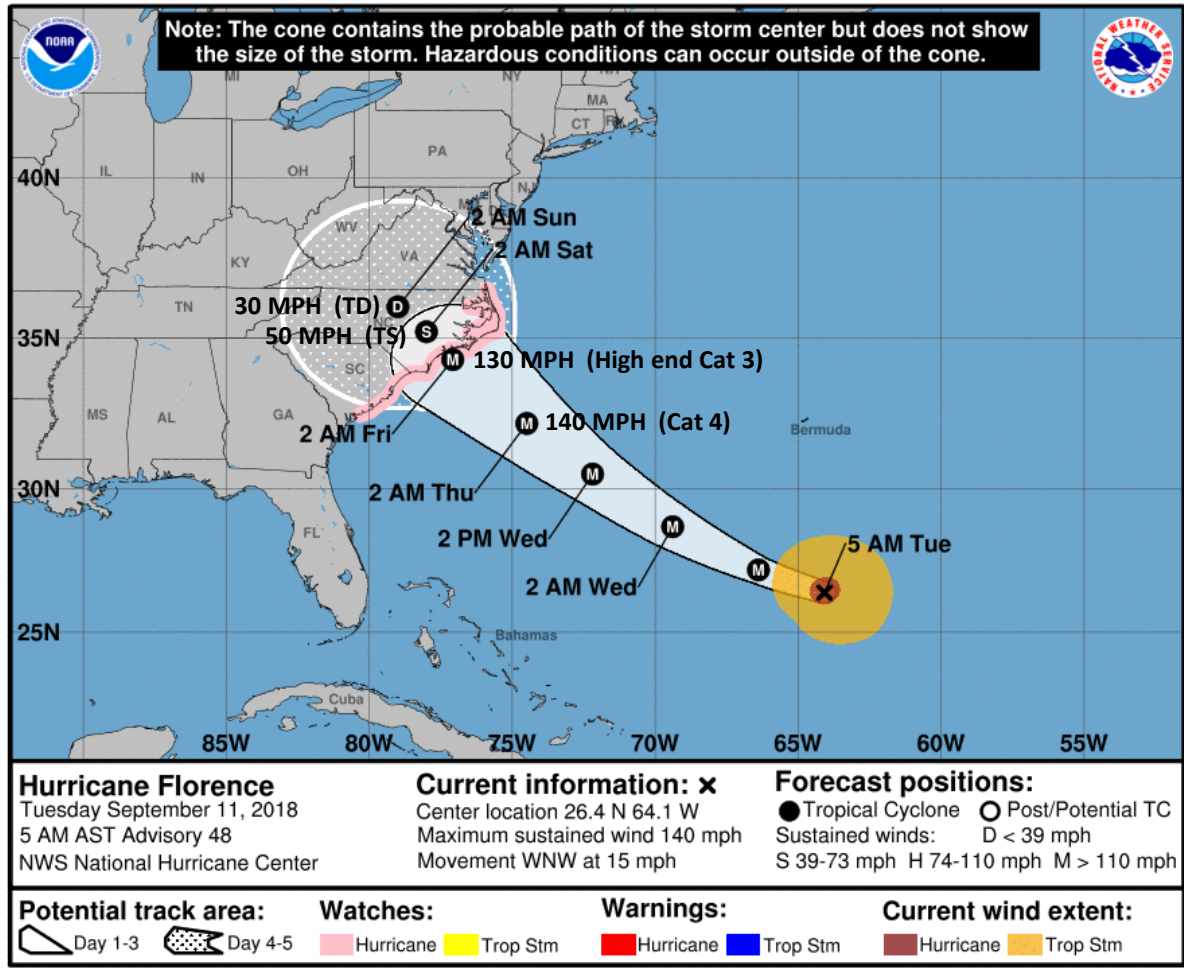 Note: The cone contains the probable path of the storm center but does not show
the size of the storm. Hazardous conditions can occur outside of the cone.
NOAA
NATIONAL WEATHER SERVICE
MI
NY
MA
CT
PA
40N
IL
IN
OH
NJ
2 AM Sun
WV
2 AM Sat
VA
KY
30 MPH (TD)
D
TN
NC
50 MPH (TS)
S
35N
M
130 MPH (High end Cat 3)
SC
MS
AL
GA
M
140 MPH (Cat 4)
Bermuda
2 AM Fri
M
30N
2 AM Thu
M
FL
2 PM Wed
5 AM Tue
M
2 AM Wed
25N
Bahamas
Cuba
85W
80W
75W
70W
65W
60W
55W
Hurricane Florence
Tuesday September 11, 2018
5 AM AST Advisory 48
NWS National Hurricane Center
Current information: ×
Center location 26.4 N 64.1 W
Maximum sustained wind 140 mph
Movement WNW at 15 mph
Forecast positions:
Tropical Cyclone Post/Potential TC
Sustained winds: D < 39 mph
S 39-73 mph H 74-110 mph M > 110 mph
Potential track area:
Day 1-3 Day 4-5
Watches:
Hurricane Trop Stm
Warnings:
Hurricane Trop Stm
Current wind extent:
Hurricane Trop Stm